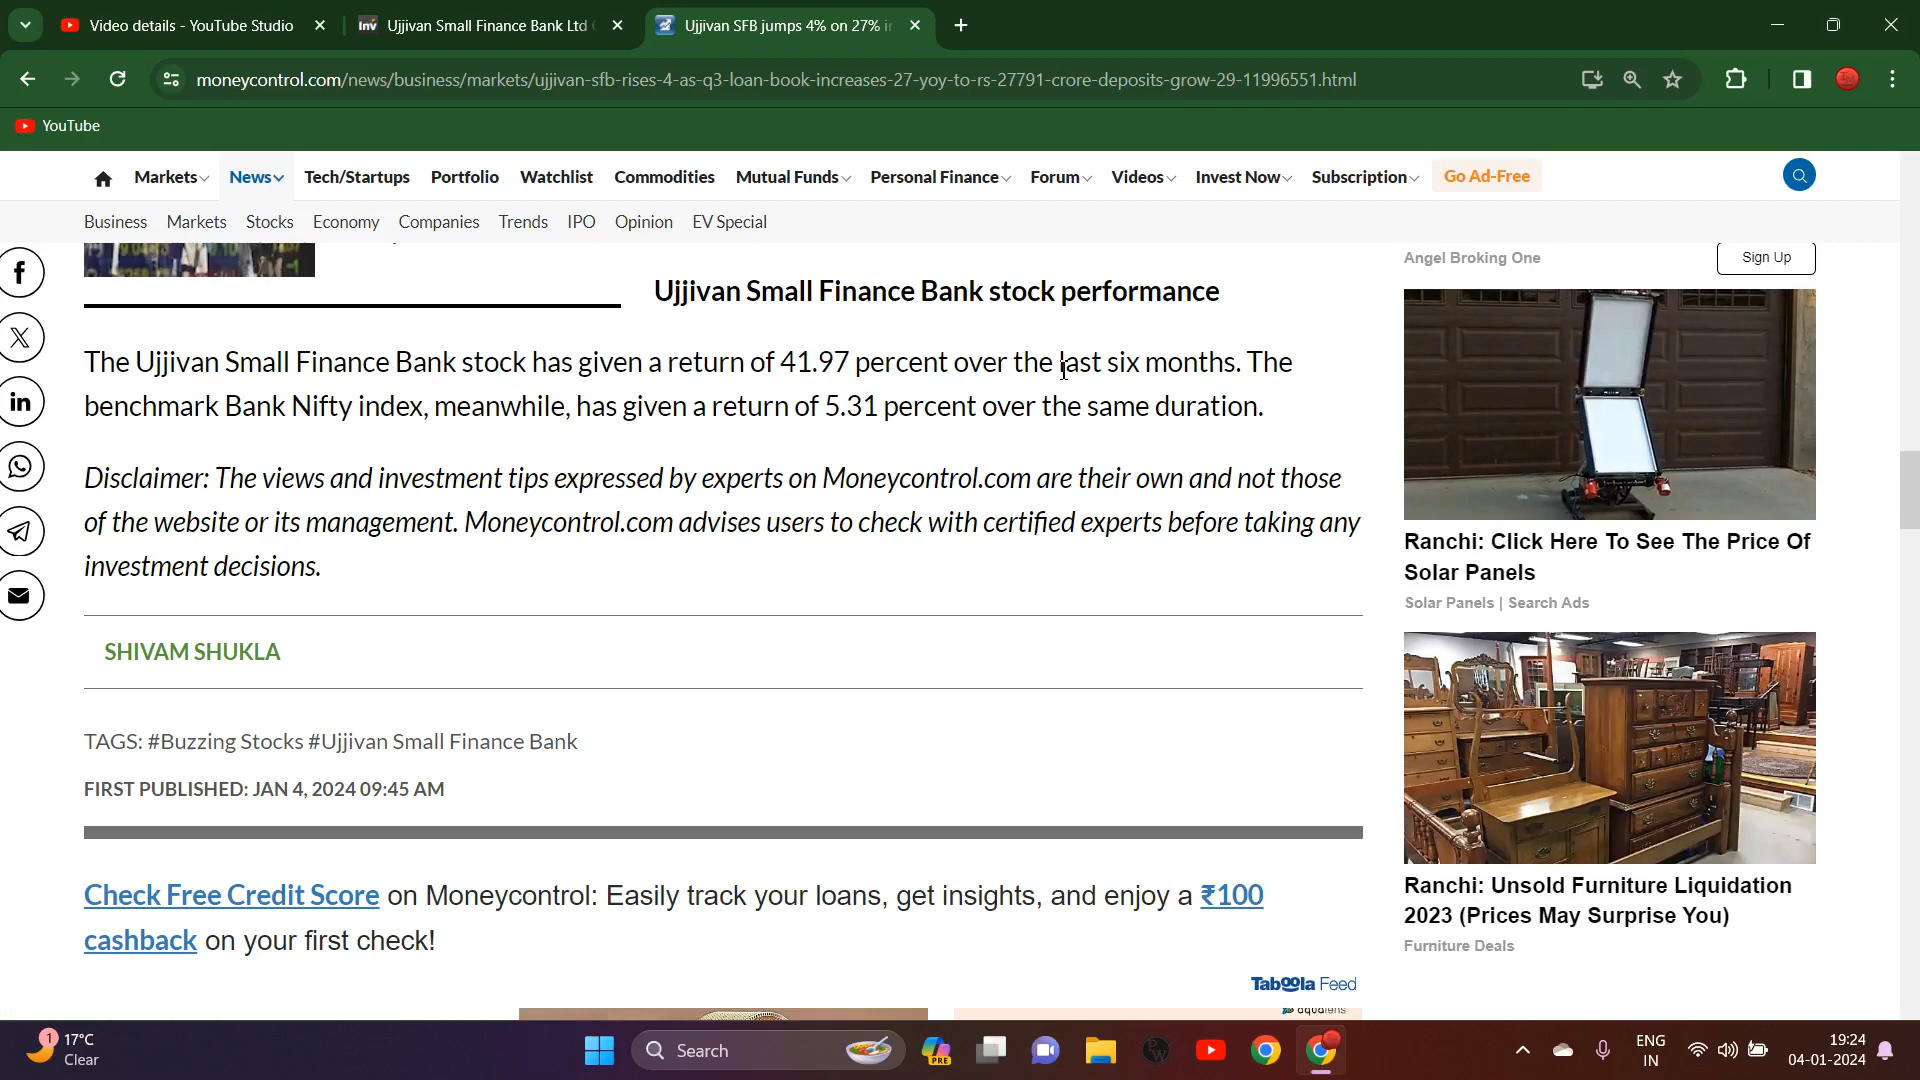 Video details - YouTube Studio
Inv Ujjivan Small Finance Bank Ltd
Ujjivan SFB jumps 4% on 27% i
moneycontrol.com/news/business/markets/ujjivan-sfb-rises-4-as-q3-loan-book-increases-27-yoy-to-rs-27791-crore-deposits-grow-29-11996551.html
YouTube
Markets News Tech/Startups Portfolio Watchlist Commodities Mutual Funds Personal Finance Forum Videos Invest Now Subscription Go Ad-Free
Business Markets Stocks Economy Companies Trends IPO Opinion EV Special
Ujjivan Small Finance Bank stock performance
The Ujjivan Small Finance Bank stock has given a return of 41.97 percent over the last six months. The
benchmark Bank Nifty index, meanwhile, has given a return of 5.31 percent over the same duration.
Disclaimer: The views and investment tips expressed by experts on Moneycontrol.com are their own and not those
of the website or its management. Moneycontrol.com advises users to check with certified experts before taking any
investment decisions.
SHIVAM SHUKLA
TAGS: #Buzzing Stocks #Ujjivan Small Finance Bank
FIRST PUBLISHED: JAN 4, 2024 09:45 AM
Check Free Credit Score on Moneycontrol: Easily track your loans, get insights, and enjoy a ₹100
cashback on your first check!
Taboola Feed
aqualens
Angel Broking One
Sign Up
Ranchi: Click Here To See The Price Of
Solar Panels
Solar Panels | Search Ads
Ranchi: Unsold Furniture Liquidation
2023 (Prices May Surprise You)
Furniture Deals
1
17°C
Clear
Search
PRE
ENG
IN
19:24
04-01-2024